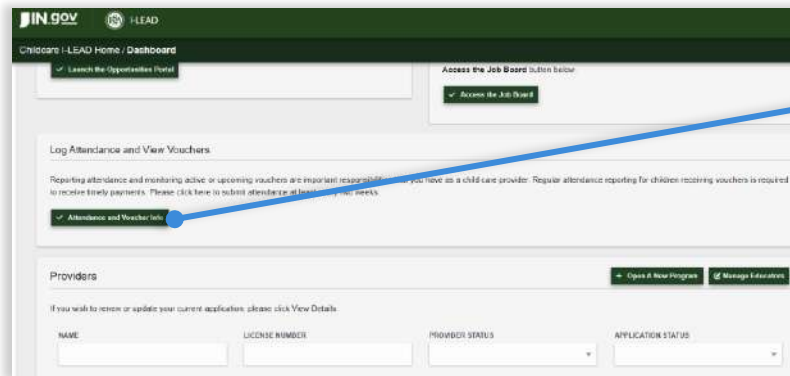 IN.gov I-LEAD
Childcare I-LEAD Home / Dashboard
Launch the Opportunities Portal
Access the Job Board button below
Access the Job Board
Log Attendance and View Vouchers
Reporting attendance and monitoring active or upcoming vouchers are important responsibilities you have as a child care provider. Regular attendance reporting for children receiving vouchers is required
to receive timely payments. Please click here to submit attendance at least weeks
Attendance and Voucher Info
Providers
+ Open A New Program Manage Educators
If you wish to renew or update your current application, please click View Details.
NAME LICENSE NUMBER PROVIDER STATUS APPLICATION STATUS